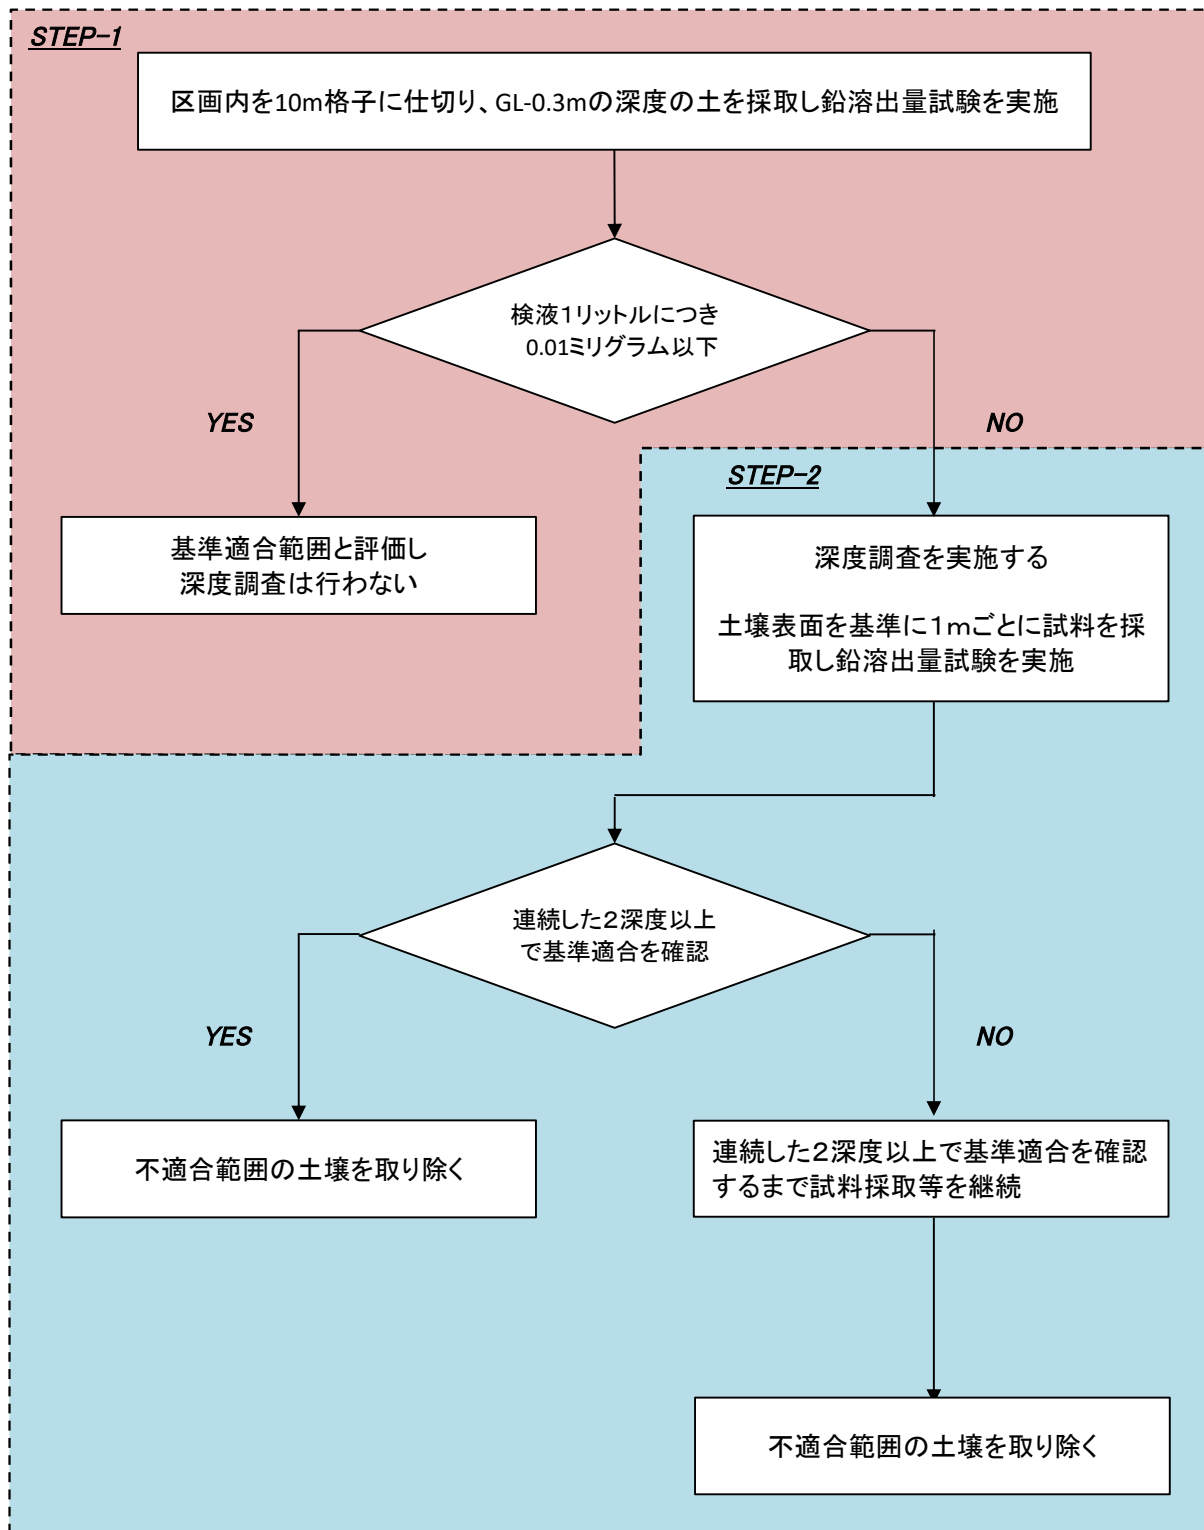 STEP-1
区画内を10m格子に仕切り、GL-0.3mの深度の土を採取し鉛溶出量試験を実施
検液1リットルにつき
0.01ミリグラム以下
YES
NO
STEP-2
基準適合範囲と評価し
深度調査は行わない
深度調査を実施する
土壌表面を基準に1mごとに試料を採
取し鉛溶出量試験を実施
連続した2深度以上
で基準適合を確認
YES
NO
不適合範囲の土壌を取り除く
連続した2深度以上で基準適合を確認
するまで試料採取等を継続
不適合範囲の土壌を取り除く